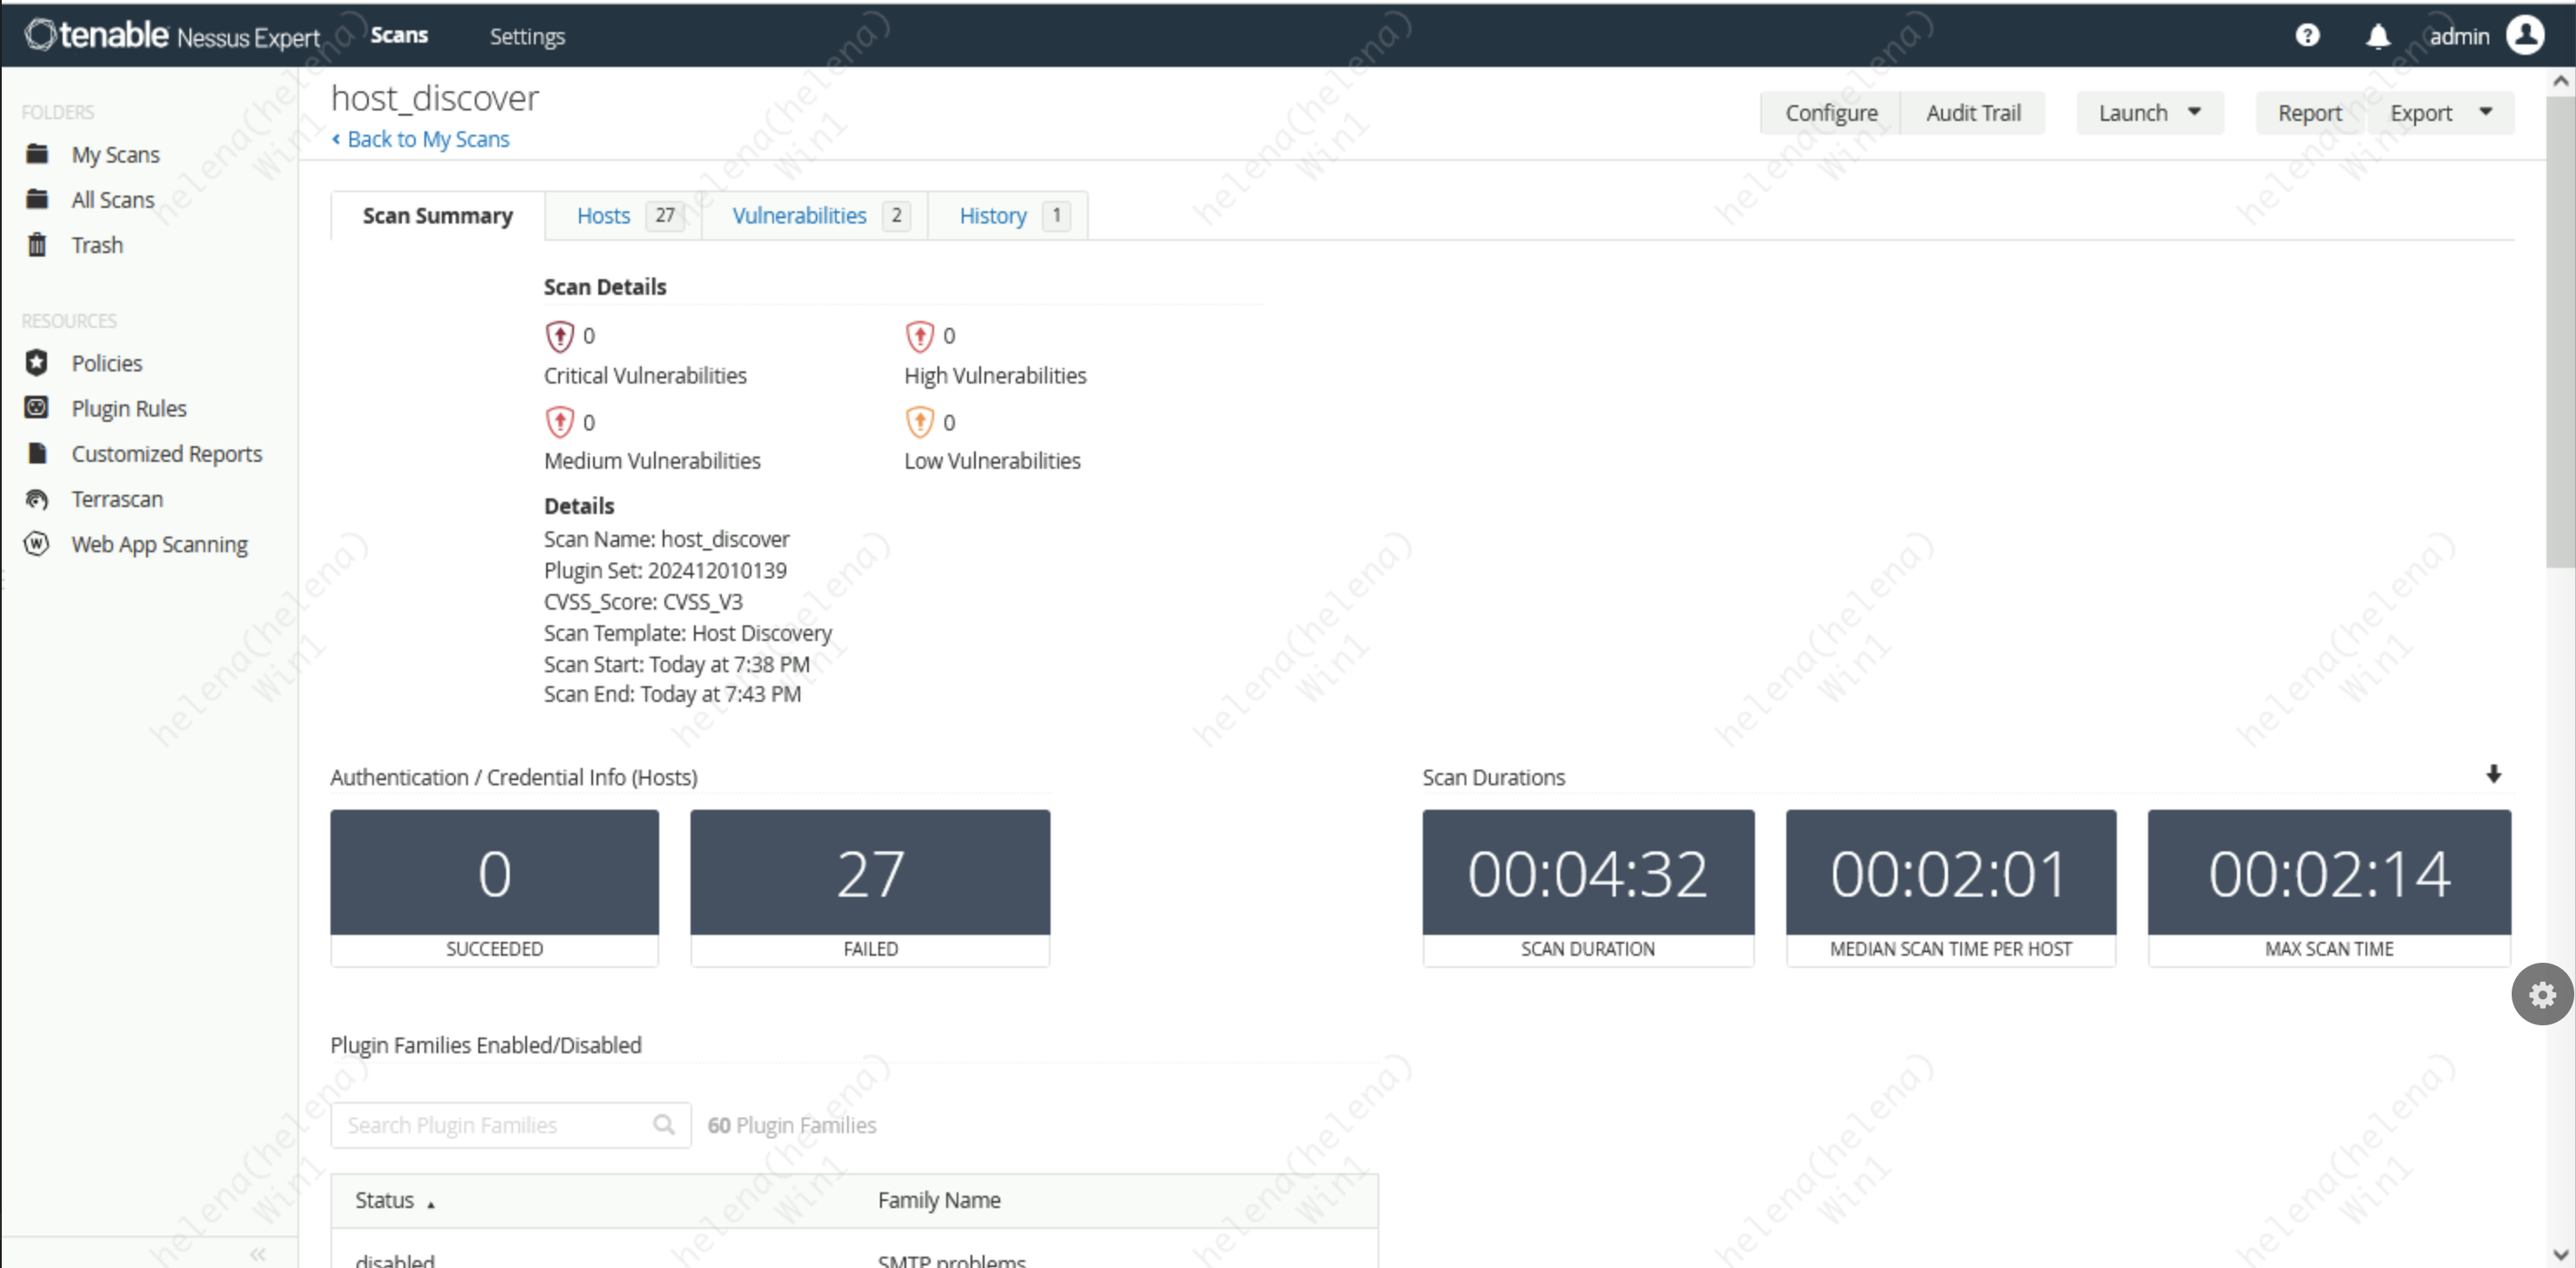 tenable Nessus Expert Scans Settings admin
FOLDERS
My Scans
All Scans
Trash
RESOURCES
Policies
Plugin Rules
Customized Reports
Terrascan
Web App Scanning
host_discover
Back to My Scans
Configure Audit Trail Launch Report Export
Scan Summary Hosts 27 Vulnerabilities 2 History 1
Scan Details
0 0
Critical Vulnerabilities High Vulnerabilities
0 0
Medium Vulnerabilities Low Vulnerabilities
Details
Scan Name: host_discover
Plugin Set: 202412010139
CVSS_Score: CVSS_V3
Scan Template: Host Discovery
Scan Start: Today at 7:38 PM
Scan End: Today at 7:43 PM
Authentication / Credential Info (Hosts) Scan Durations
0 27 00:04:32 00:02:01 00:02:14
SUCCEEDED FAILED SCAN DURATION MEDIAN SCAN TIME PER HOST MAX SCAN TIME
Plugin Families Enabled/Disabled
Search Plugin Families 60 Plugin Families
Status Family Name
disabled SMTP problems
helena(helena)
Win1